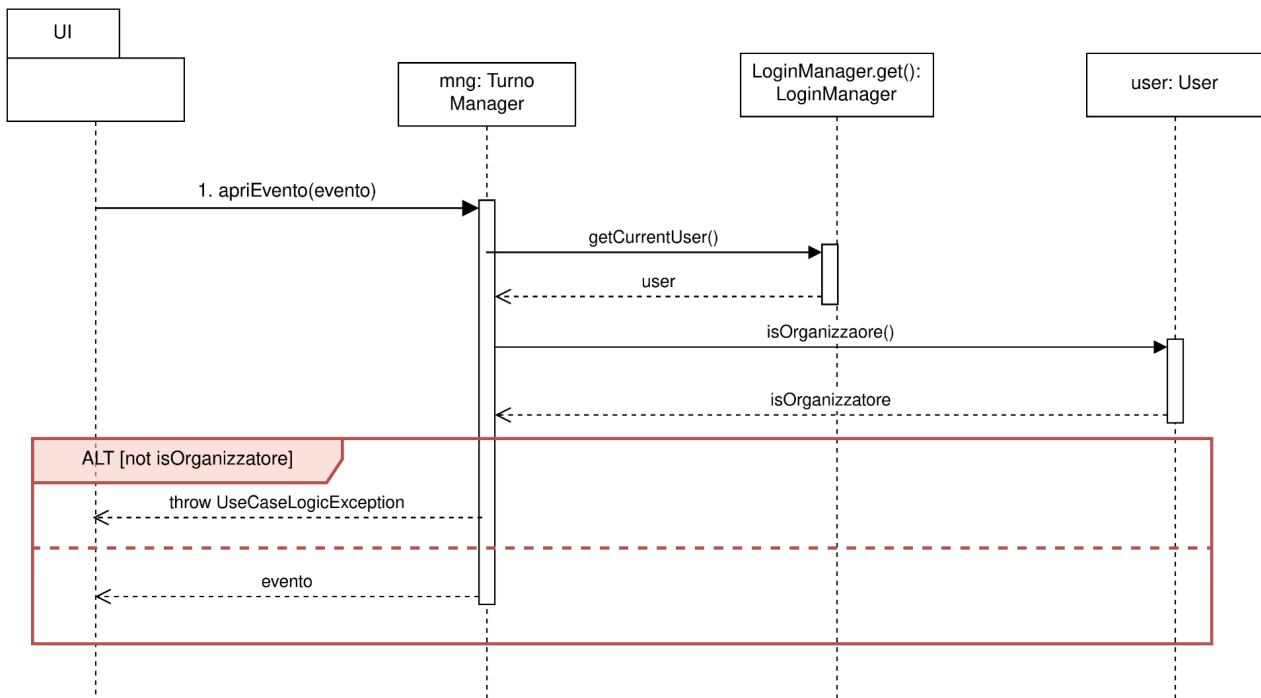 UI
mng: Turno
Manager
LoginManager.get():
LoginManager
user: User
1. apriEvento(evento)
getCurrentUser()
user
isOrganizzaore()
isOrganizzatore
ALT [not isOrganizzatore]
throw UseCaseLogicException
evento